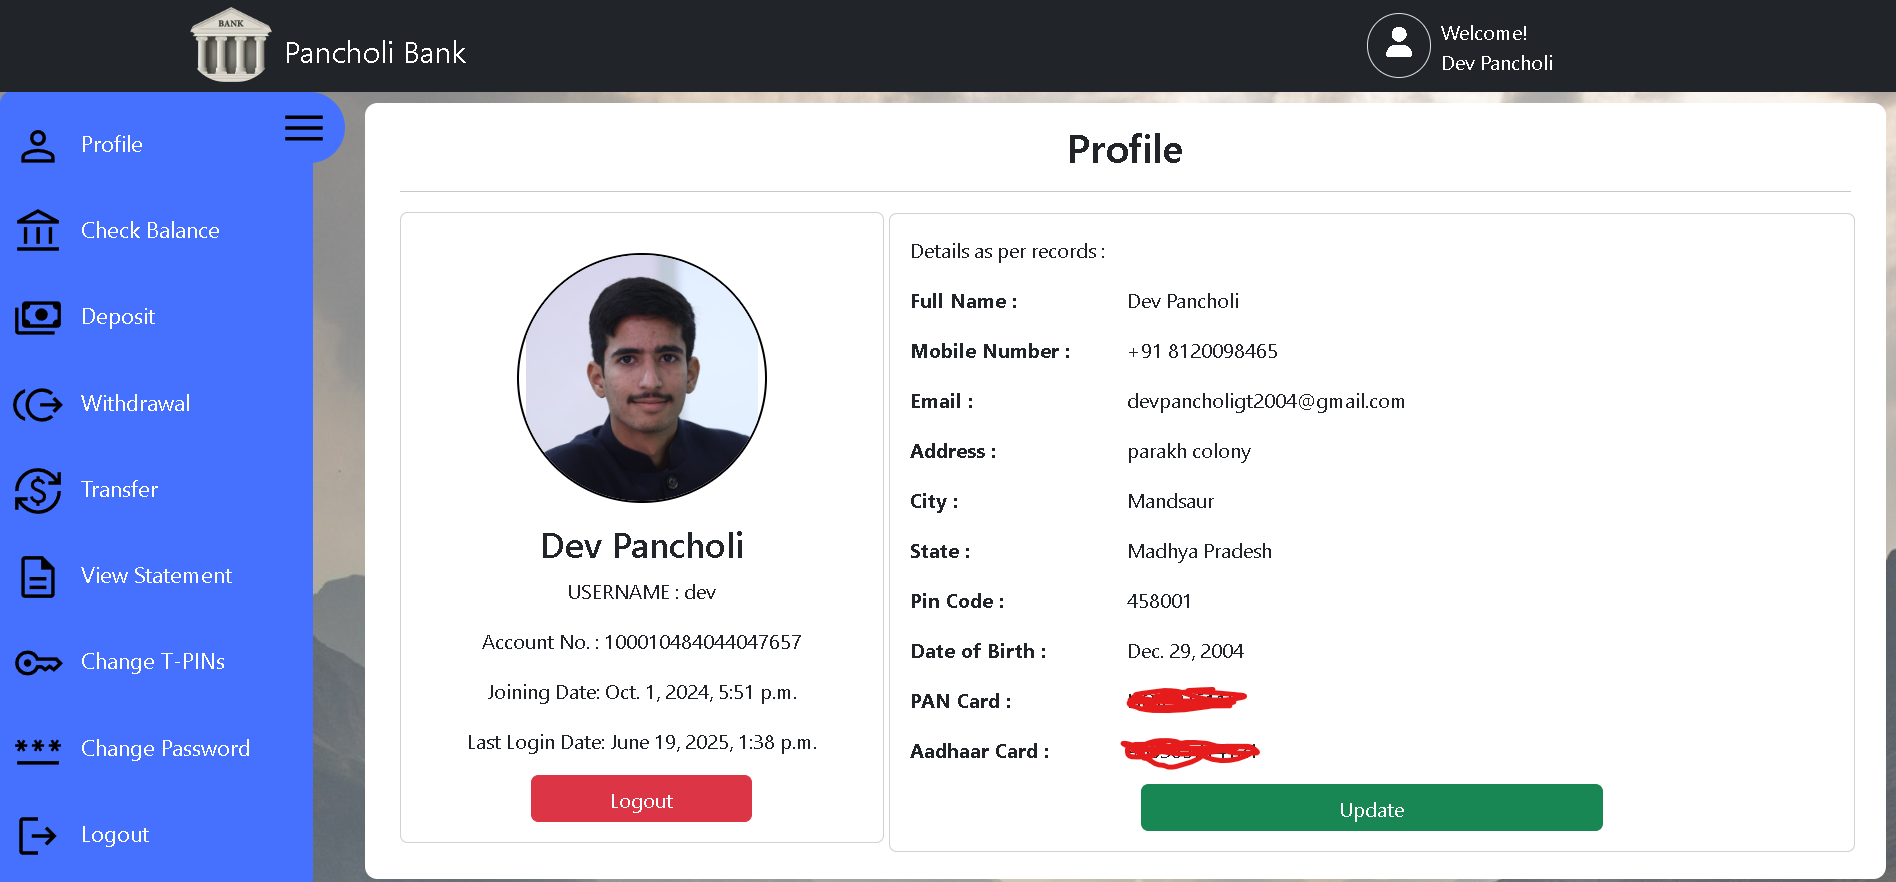 BANK
Pancholi Bank
Welcome!
Dev Pancholi
Profile
Check Balance
Deposit
Withdrawal
Transfer
View Statement
Change T-PINs
Change Password
Logout
Profile
Dev Pancholi
USERNAME : dev
Account No. : 100010484044047657
Joining Date: Oct. 1, 2024, 5:51 p.m.
Last Login Date: June 19, 2025, 1:38 p.m.
Logout
Details as per records :
Full Name : Dev Pancholi
Mobile Number : +91 8120098465
Email : devpancholigt2004@gmail.com
Address : parakh colony
City : Mandsaur
State : Madhya Pradesh
Pin Code : 458001
Date of Birth : Dec. 29, 2004
PAN Card :
Aadhaar Card :
Update